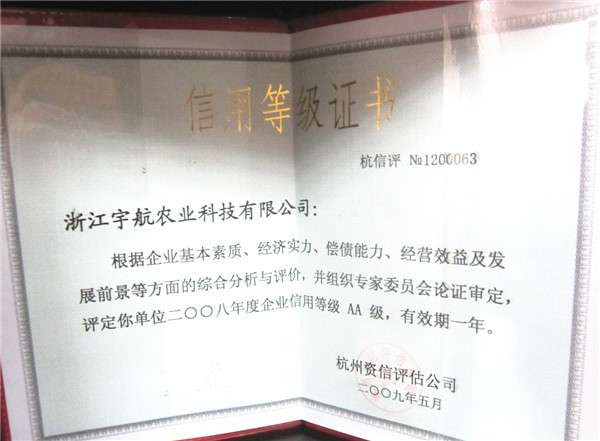 信用等级证书
杭信评 №1200063
浙江宇航农业科技有限公司:
根据企业基本素质、经济实力、偿债能力、经营效益及发
展前景等方面的综合分析与评价,并组织专家委员会论证审定,
评定你单位二〇〇八年度企业信用等级 AA 级,有效期一年。
杭州资信评估公司
二〇〇九年五月